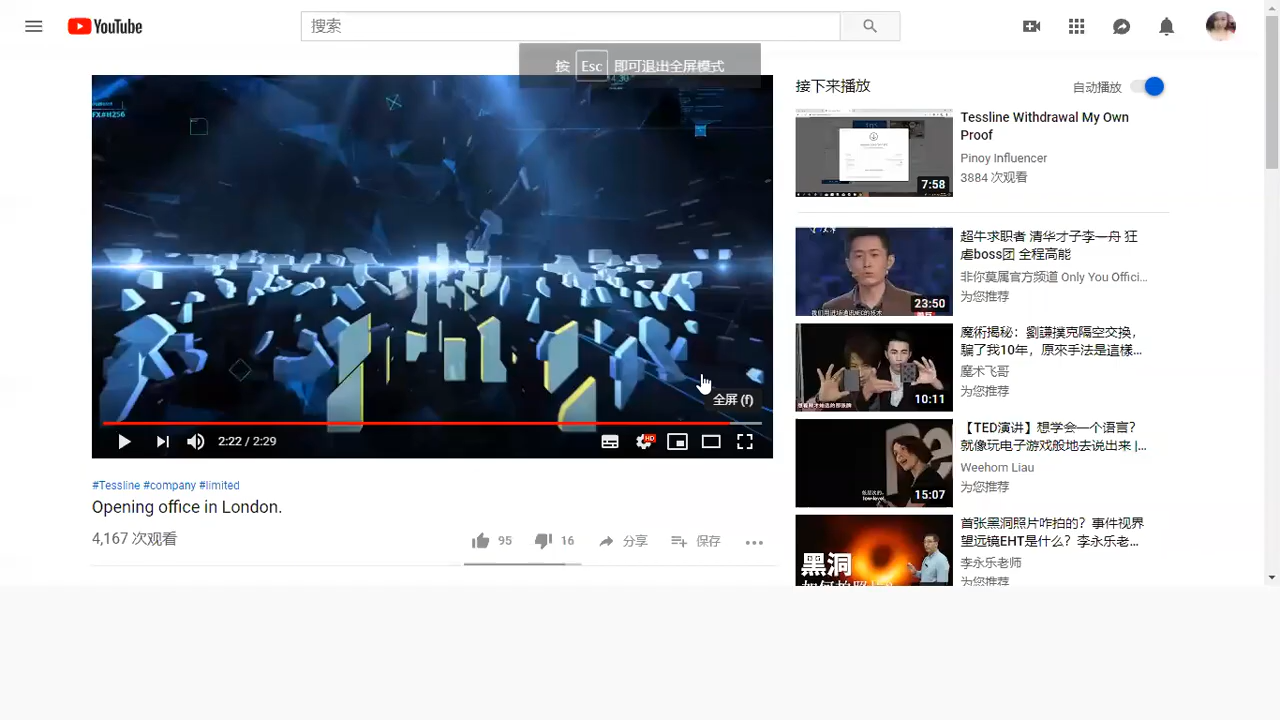 YouTube
搜索
按 Esc 即可退出全屏模式
FX#H256
全屏 (f)
2:22 / 2:29
HD
#Tessline #company #limited
Opening office in London.
4,167 次观看
95
16
分享
保存
接下来播放
自动播放
Tessline Withdrawal My Own
Proof
Pinoy Influencer
3884 次观看
7:58
超牛求职者 清华才子李一舟 狂
虐boss团 全程高能
非你莫属官方频道 Only You Offici...
为您推荐
23:50
魔術揭秘：劉謙撲克隔空交換，
騙了我10年，原來手法是這樣...
魔术飞哥
为您推荐
10:11
【TED演讲】想学会一个语言？
就像玩电子游戏般地去说出来 |...
Weehorn Liau
为您推荐
low-level
15:07
首张黑洞照片咋拍的？事件视界
望远镜EHT是什么？李永乐老...
李永乐老师
为您推荐
黑洞